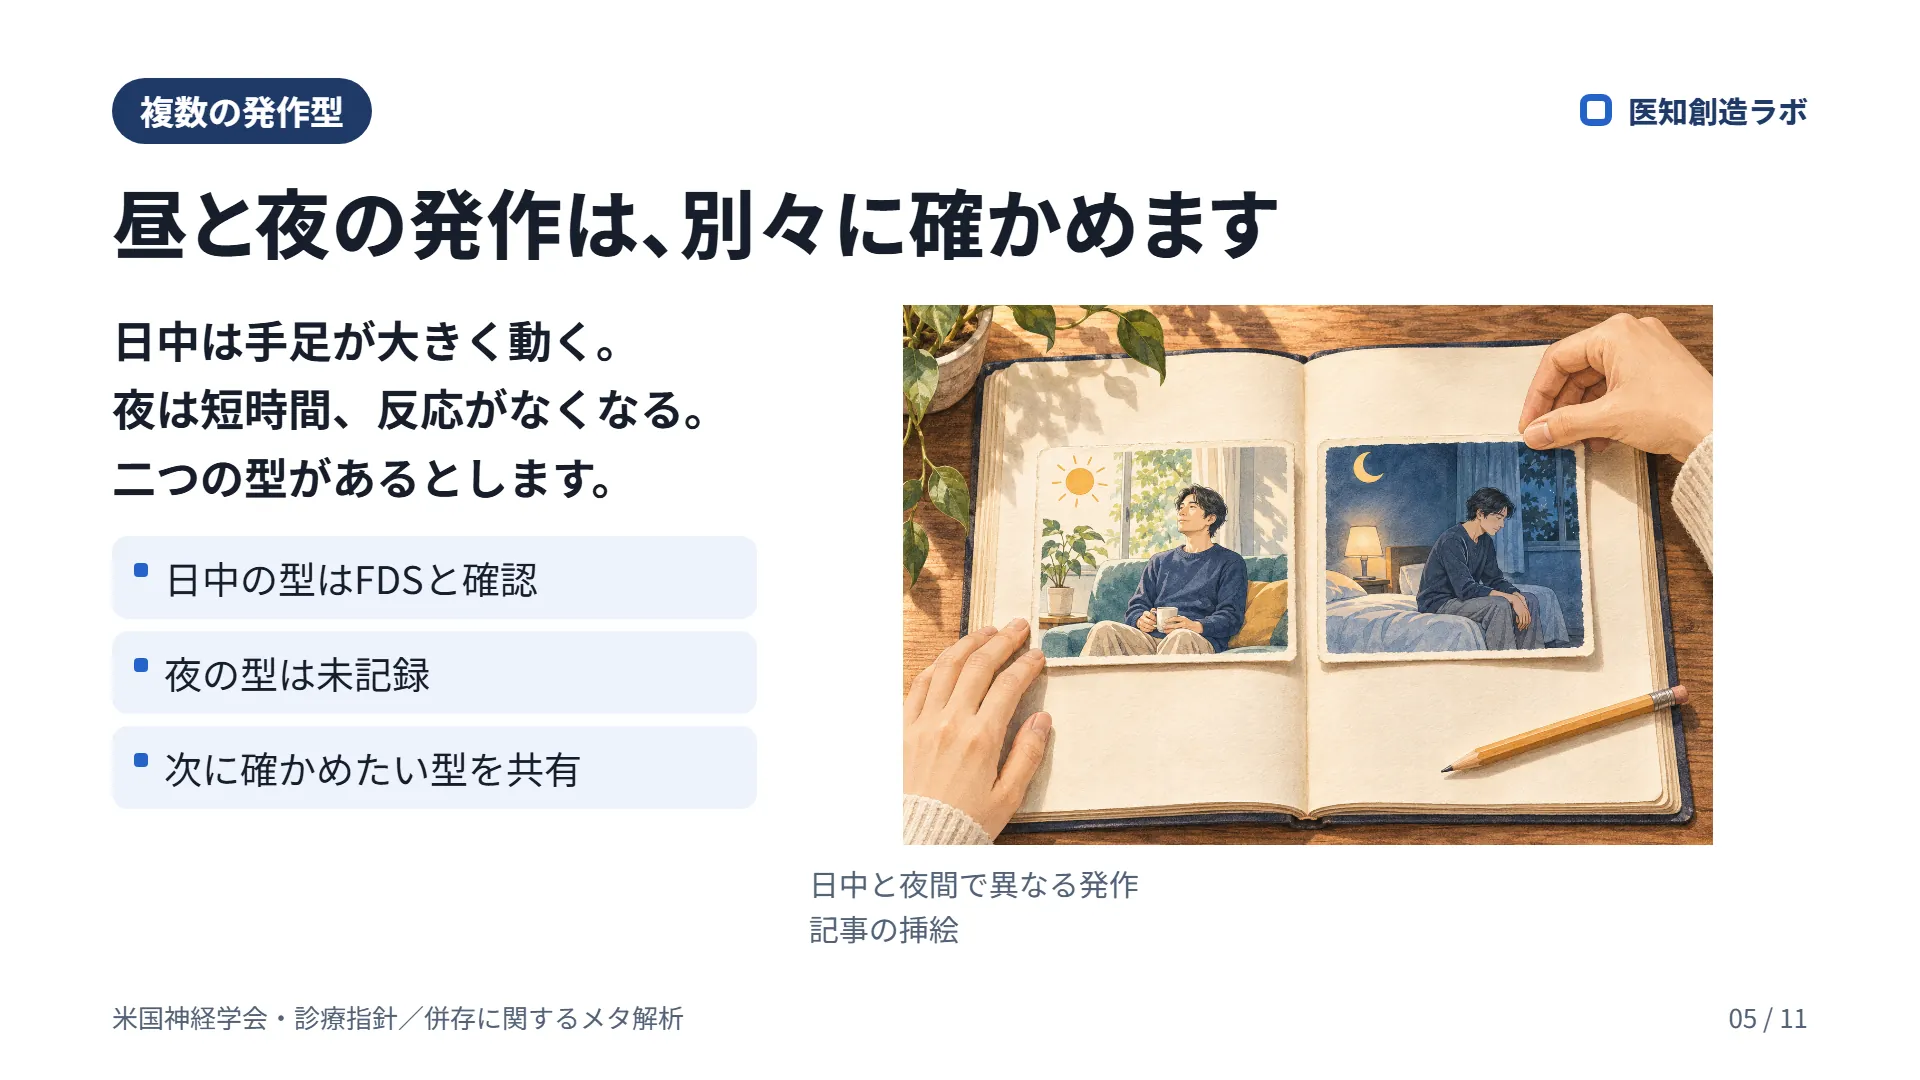 複数の発作型
医知創造ラボ
昼と夜の発作は、別々に確かめます
日中は手足が大きく動く。
夜は短時間、反応がなくなる。
二つの型があるとします。
日中の型はFDSと確認
夜の型は未記録
次に確かめたい型を共有
日中と夜間で異なる発作
記事の挿絵
米国神経学会・診療指針／併存に関するメタ解析
05 / 11